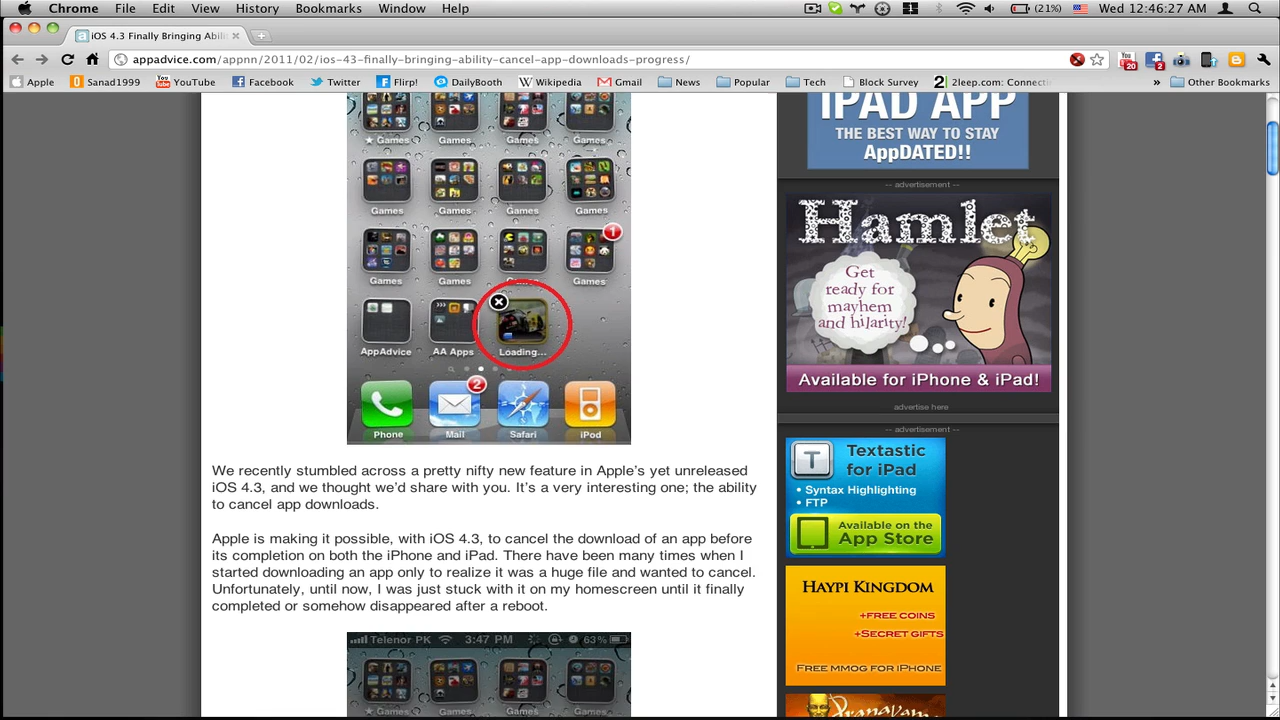 Chrome File Edit View History Bookmarks Window Help (21%) Wed 12:46:27 AM
iOS 4.3 Finally Bringing Abili
appadvice.com/appnn/2011/02/ios-43-finally-bringing-ability-cancel-app-downloads-progress/ 20 2
Apple Sanad1999 YouTube Facebook Twitter Flirp! DailyBooth Wikipedia Gmail News Popular Tech Block Survey 2leep.com: Connecti » Other Bookmarks
★ Games Games Games Games
Games Games Games Games
1
Games Games Games Games
AppAdvice AA Apps Loading...
2
Phone Mail Safari iPod
We recently stumbled across a pretty nifty new feature in Apple's yet unreleased
iOS 4.3, and we thought we'd share with you. It's a very interesting one; the ability
to cancel app downloads.
Apple is making it possible, with iOS 4.3, to cancel the download of an app before
its completion on both the iPhone and iPad. There have been many times when I
started downloading an app only to realize it was a huge file and wanted to cancel.
Unfortunately, until now, I was just stuck with it on my homescreen until it finally
completed or somehow disappeared after a reboot.
Telenor PK 3:47 PM 63%
★ Games Games Games Games
IPAD APP
THE BEST WAY TO STAY
AppDATED!!
-- advertisement --
Hamlet
Get
ready for
mayhem
and hilarity!
Available for iPhone & iPad!
advertise here
-- advertisement --
T Textastic
for iPad
• Syntax Highlighting
• FTP
Available on the
App Store
HAYPI KINGDOM
+FREE COINS
+SECRET GIFTS
FREE MMOG FOR IPHONE
Pranavam